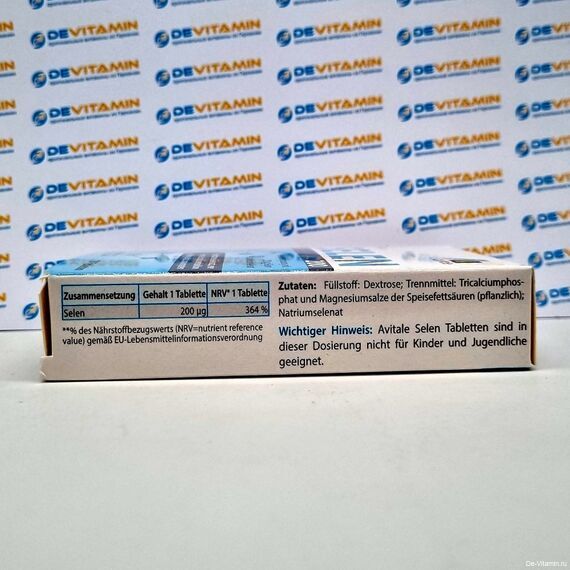 DEVITAMIN
Zusammensetzung Gehalt 1 Tablette NRV* 1 Tablette
Selen 200 µg 364 %
**% des Nährstoffbezugswerts (NRV=nutrient reference
value) gemäß EU-Lebensmittelinformationsverordnung
Zutaten: Füllstoff: Dextrose; Trennmittel: Tricalciumphos-
phat und Magnesiumsalze der Speisefettsäuren (pflanzlich);
Natriumselenat
Wichtiger Hinweis: Avitale Selen Tabletten sind in
dieser Dosierung nicht für Kinder und Jugendliche
geeignet.
De-Vitamin.ru